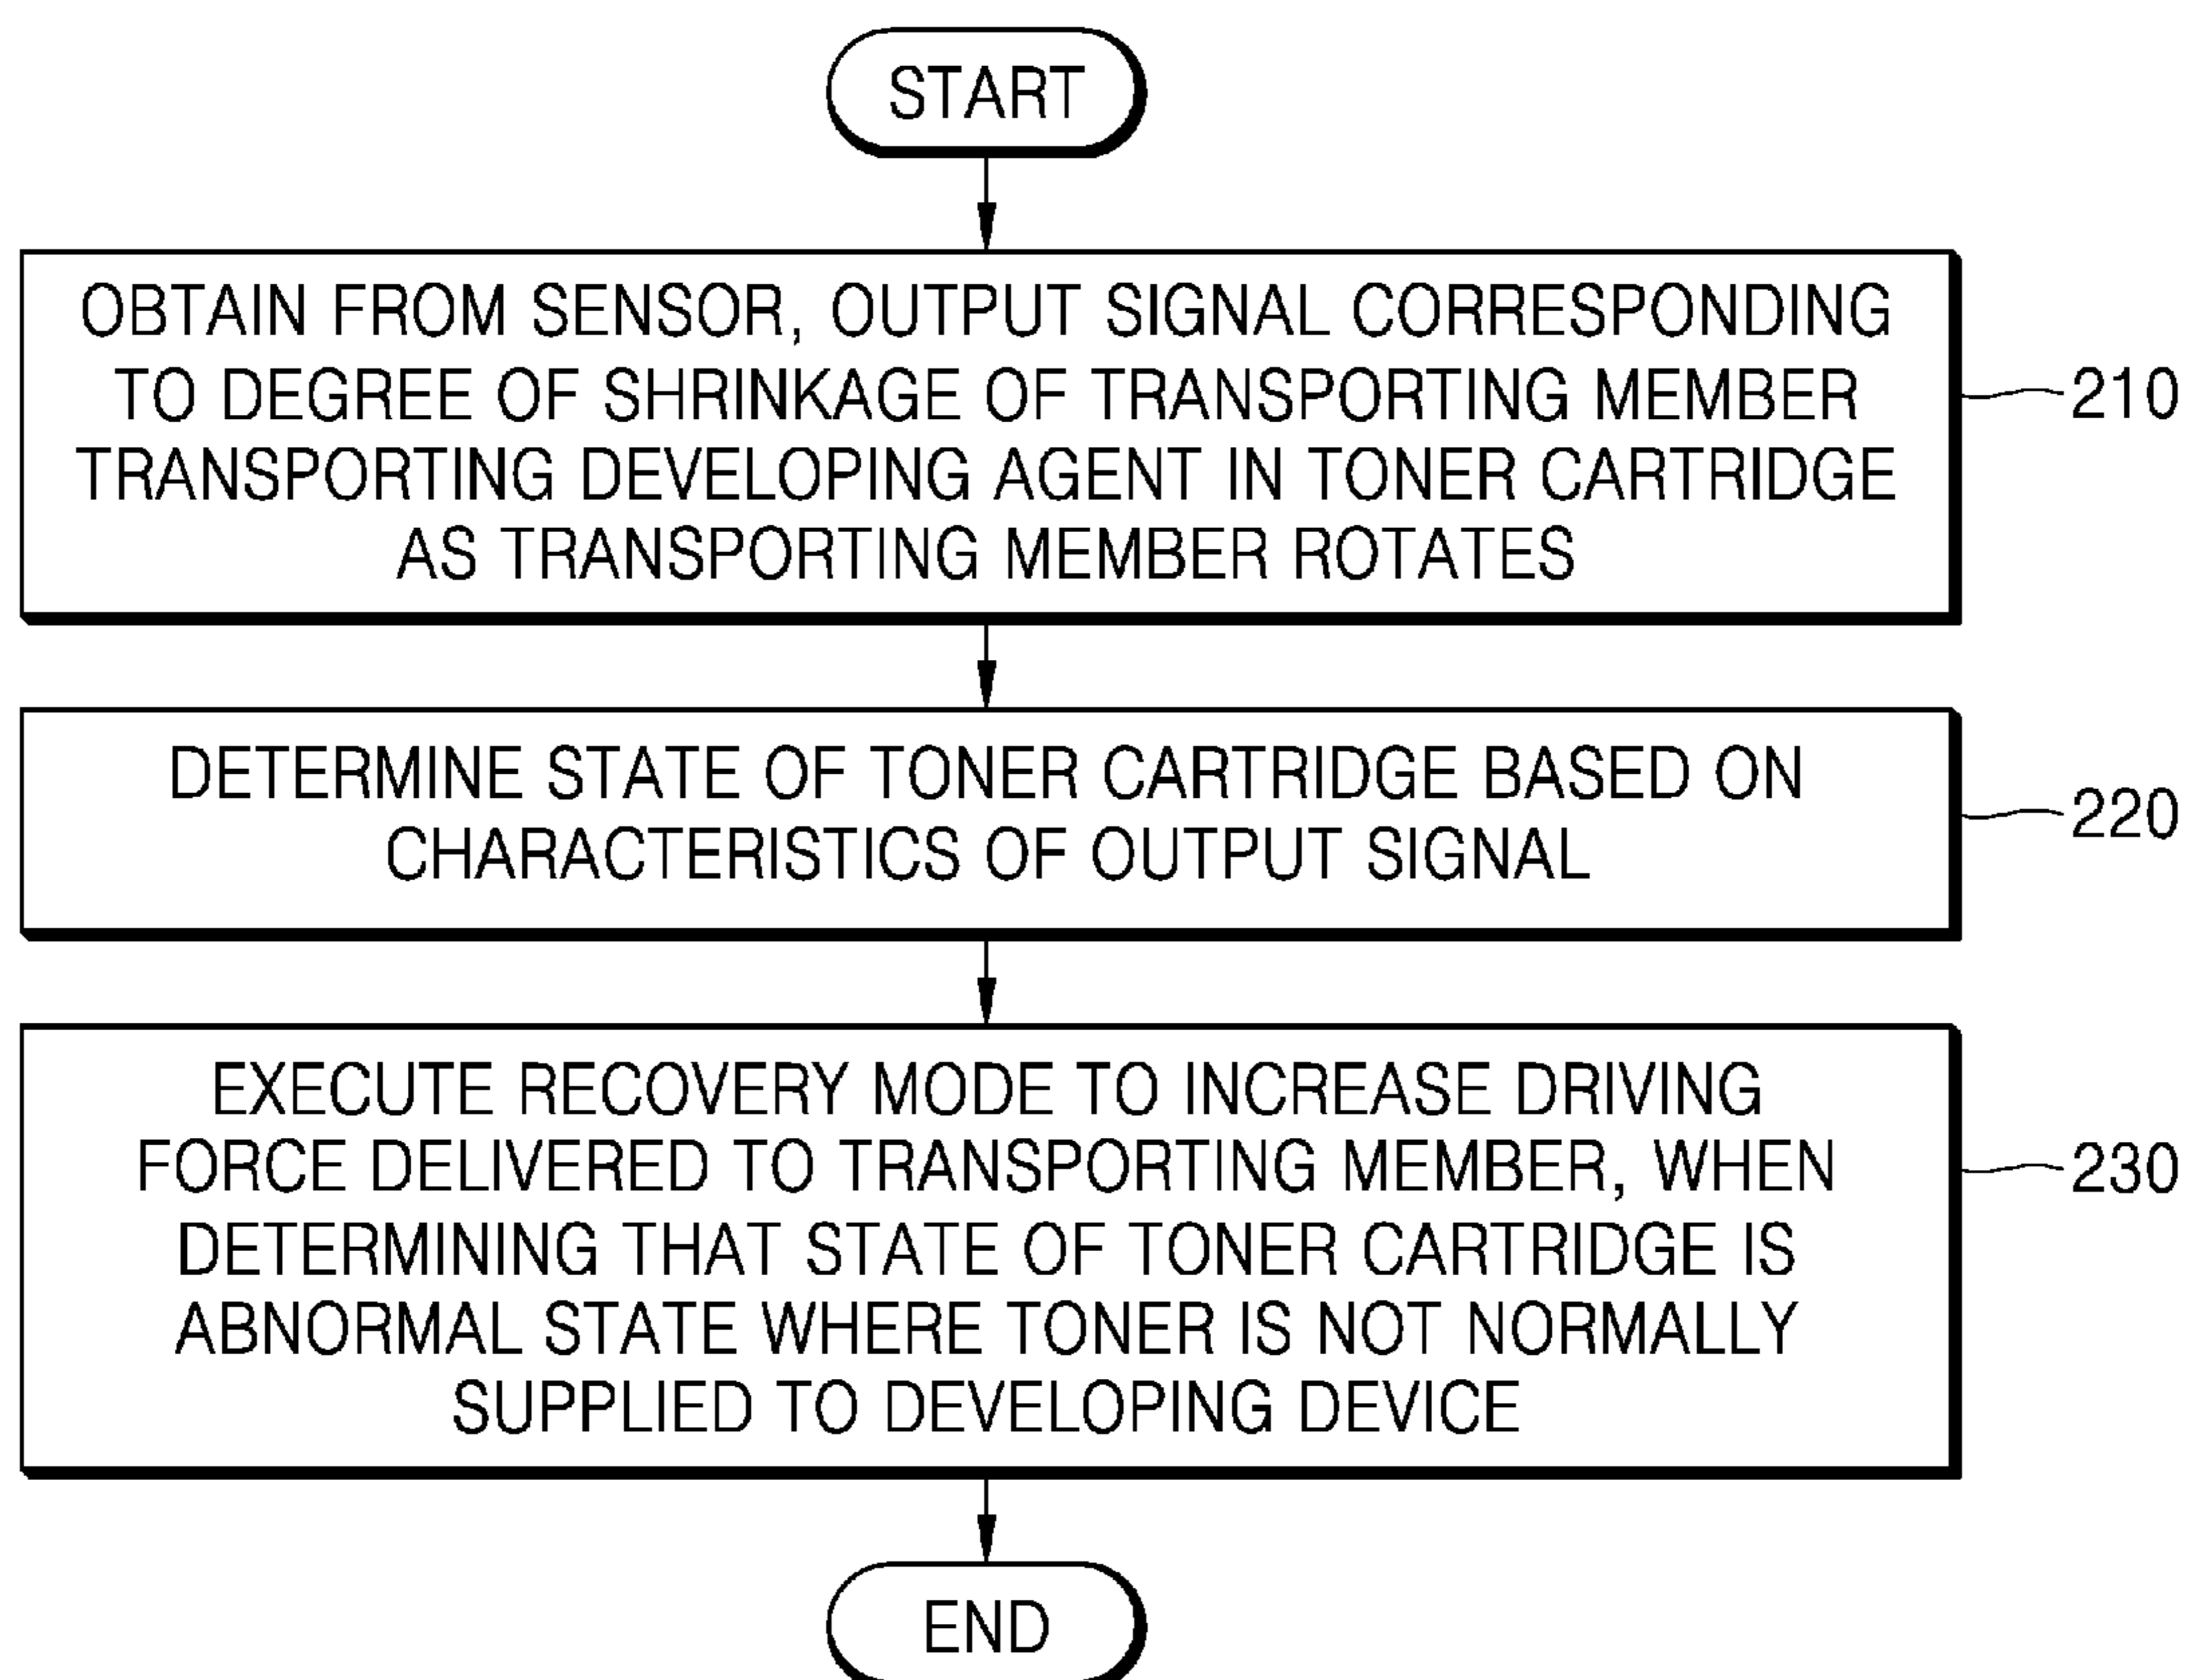 START
OBTAIN FROM SENSOR, OUTPUT SIGNAL CORRESPONDING
TO DEGREE OF SHRINKAGE OF TRANSPORTING MEMBER
TRANSPORTING DEVELOPING AGENT IN TONER CARTRIDGE
AS TRANSPORTING MEMBER ROTATES
210
DETERMINE STATE OF TONER CARTRIDGE BASED ON
CHARACTERISTICS OF OUTPUT SIGNAL
220
EXECUTE RECOVERY MODE TO INCREASE DRIVING
FORCE DELIVERED TO TRANSPORTING MEMBER, WHEN
DETERMINING THAT STATE OF TONER CARTRIDGE IS
ABNORMAL STATE WHERE TONER IS NOT NORMALLY
SUPPLIED TO DEVELOPING DEVICE
230
END